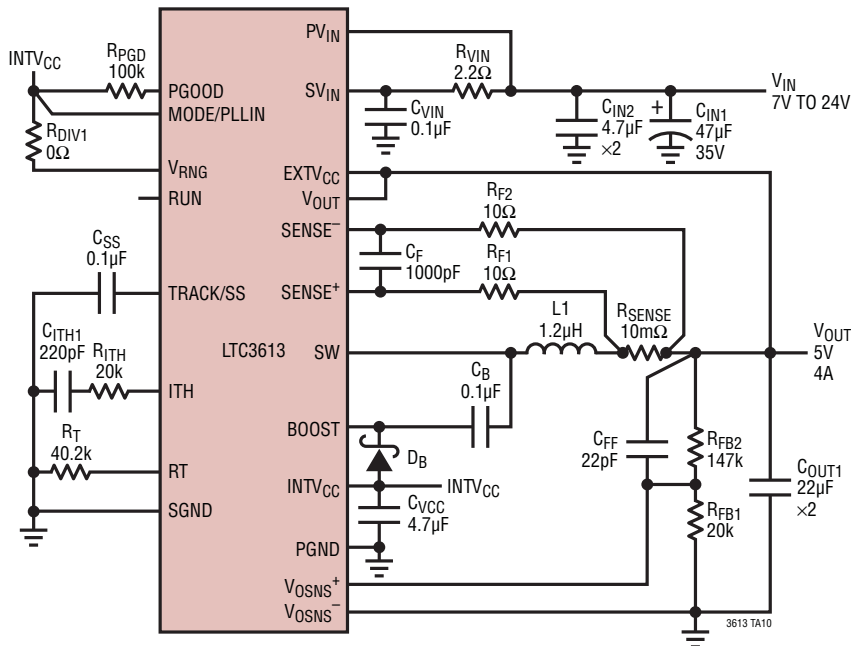 INTVCC
RPGD
100k
RDIV1
0Ω
CSS
0.1µF
CITH1
220pF
RITH
20k
RT
40.2k
PGOOD
MODE/PLLIN
VRNG
RUN
TRACK/SS
ITH
RT
SGND
LTC3613
PVIN
SVIN
EXTVCC
VOUT
SENSE–
SENSE+
SW
BOOST
INTVCC
PGND
VOSNS+
VOSNS–
RVIN
2.2Ω
CVIN
0.1µF
CIN2
4.7µF
×2
+
CIN1
47µF
35V
VIN
7V TO 24V
RF2
10Ω
CF
1000pF
RF1
10Ω
L1
1.2µH
RSENSE
10mΩ
VOUT
5V
4A
CB
0.1µF
DB
INTVCC
CVCC
4.7µF
CFF
22pF
RFB2
147k
RFB1
20k
COUT1
22µF
×2
3613 TA10